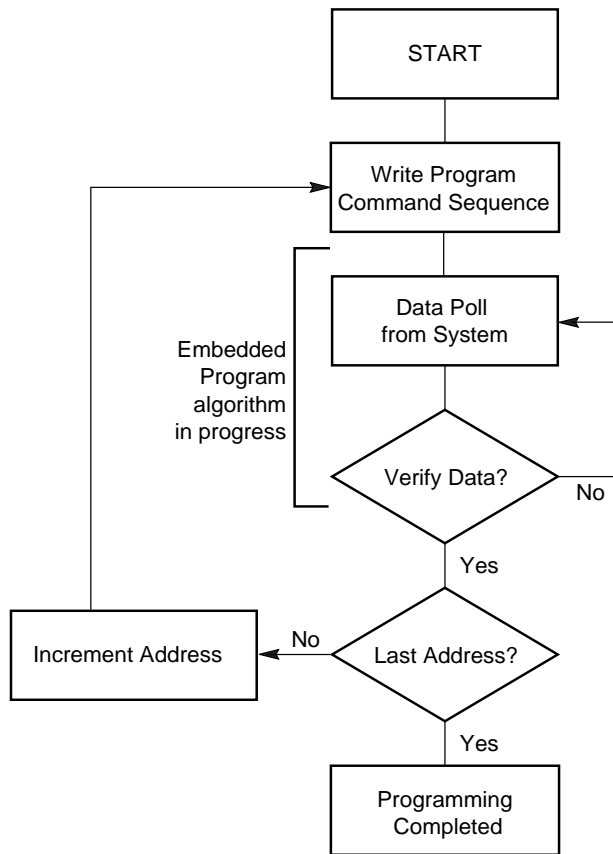 START
Write Program
Command Sequence
Data Poll
from System
Embedded
Program
algorithm
in progress
Verify Data?
No
Yes
Increment Address
No
Last Address?
Yes
Programming
Completed